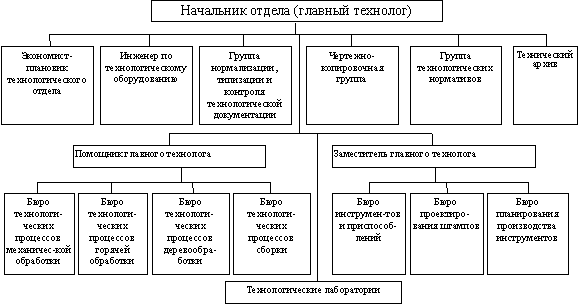 Начальник отдела (главный технолог)
Экономист-
плановик
технологического
отдела
Инженер по
технологическому
оборудованию
Группа
нормализации,
типизации и
контроля
технологической
документации
Чертежно-
копировочная
группа
Группа
технологических
нормативов
Технический
архив
Помощник главного технолога
Заместитель главного технолога
Бюро
технологи-
ческих
процессов
механичес-кой
обработки
Бюро
технологи-
ческих
процессов
горячей
обработки
Бюро
технологи-
ческих
процессов
деревообра-
ботки
Бюро
технологи-
ческих
процессов
сборки
Бюро
инструмен-тов
и приспособ-
лений
Бюро
проектиро-
вания штампов
Бюро
планирования
производства
инструментов
Технологические лаборатории